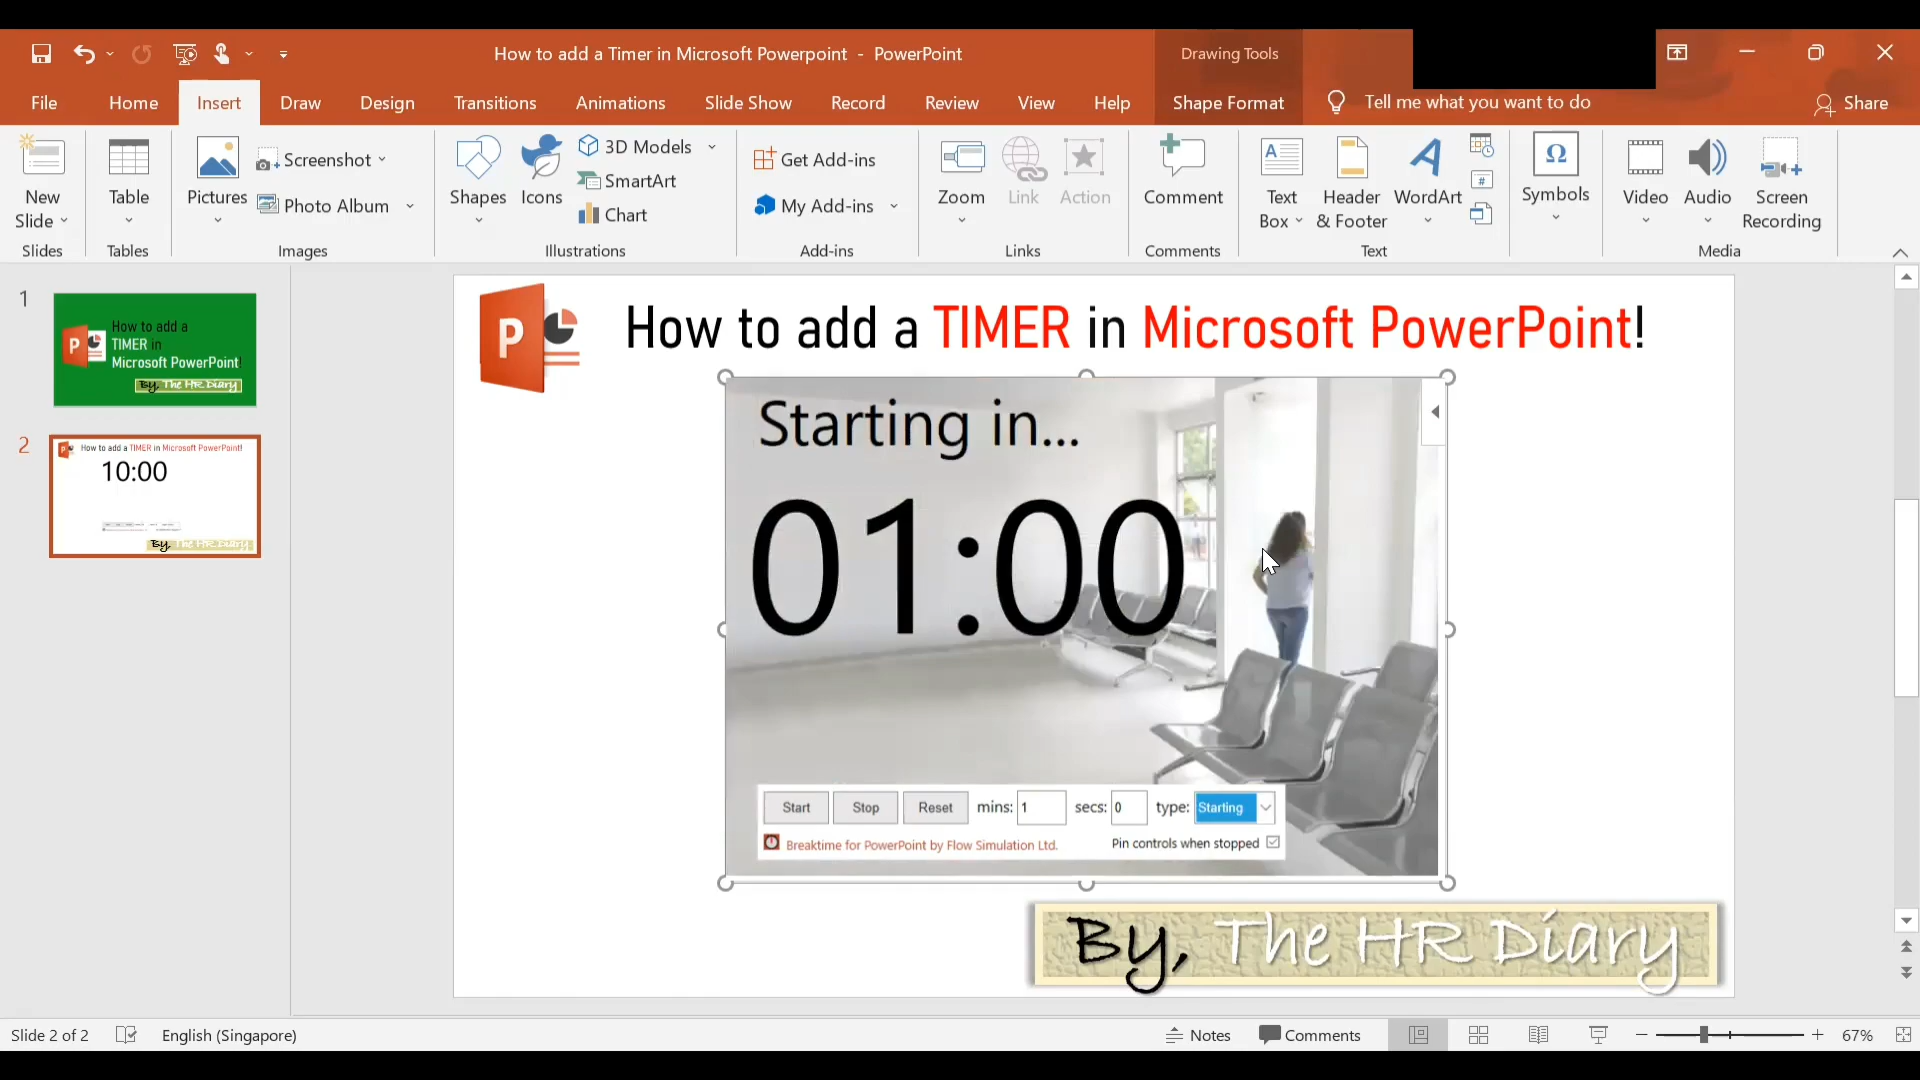 How to add a Timer in Microsoft Powerpoint - PowerPoint
Drawing Tools
File Home Insert Draw Design Transitions Animations Slide Show Record Review View Help Shape Format Tell me what you want to do Share
New Slide
Slides
Table
Tables
Pictures
Screenshot
Photo Album
Images
Shapes
Icons
3D Models
SmartArt
Chart
Illustrations
Get Add-ins
My Add-ins
Add-ins
Zoom
Link
Action
Links
Comment
Comments
A
Text
Box
Header
& Footer
A
WordArt
#
Text
Ω
Symbols
Video
Audio
Screen
Recording
Media
1
P
How to add a
TIMER in
Microsoft PowerPoint!
By, The HR Diary
2
How to add a TIMER in Microsoft PowerPoint!
10:00
By, The HR Diary
P
How to add a TIMER in Microsoft PowerPoint!
Starting in...
01:00
Start Stop Reset mins: 1 secs: 0 type: Starting
Breaktime for PowerPoint by Flow Simulation Ltd. Pin controls when stopped
By, The HR Diary
Slide 2 of 2 English (Singapore) Notes Comments 67%